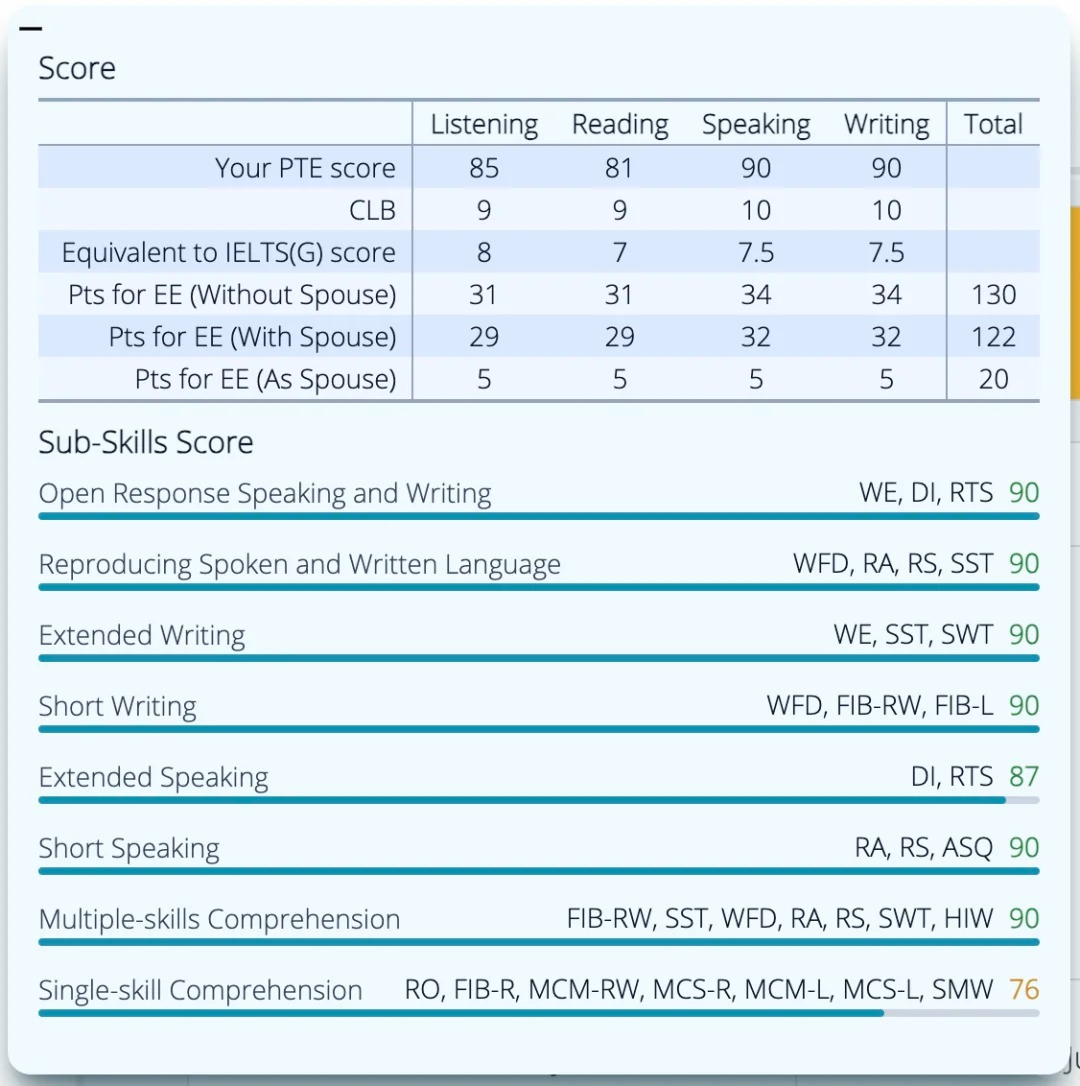 Score
Listening Reading Speaking Writing Total
Your PTE score 85 81 90 90
CLB 9 9 10 10
Equivalent to IELTS(G) score 8 7 7.5 7.5
Pts for EE (Without Spouse) 31 31 34 34 130
Pts for EE (With Spouse) 29 29 32 32 122
Pts for EE (As Spouse) 5 5 5 5 20
Sub-Skills Score
Open Response Speaking and Writing WE, DI, RTS 90
Reproducing Spoken and Written Language WFD, RA, RS, SST 90
Extended Writing WE, SST, SWT 90
Short Writing WFD, FIB-RW, FIB-L 90
Extended Speaking DI, RTS 87
Short Speaking RA, RS, ASQ 90
Multiple-skills Comprehension FIB-RW, SST, WFD, RA, RS, SWT, HIW 90
Single-skill Comprehension RO, FIB-R, MCM-RW, MCS-R, MCM-L, MCS-L, SMW 76